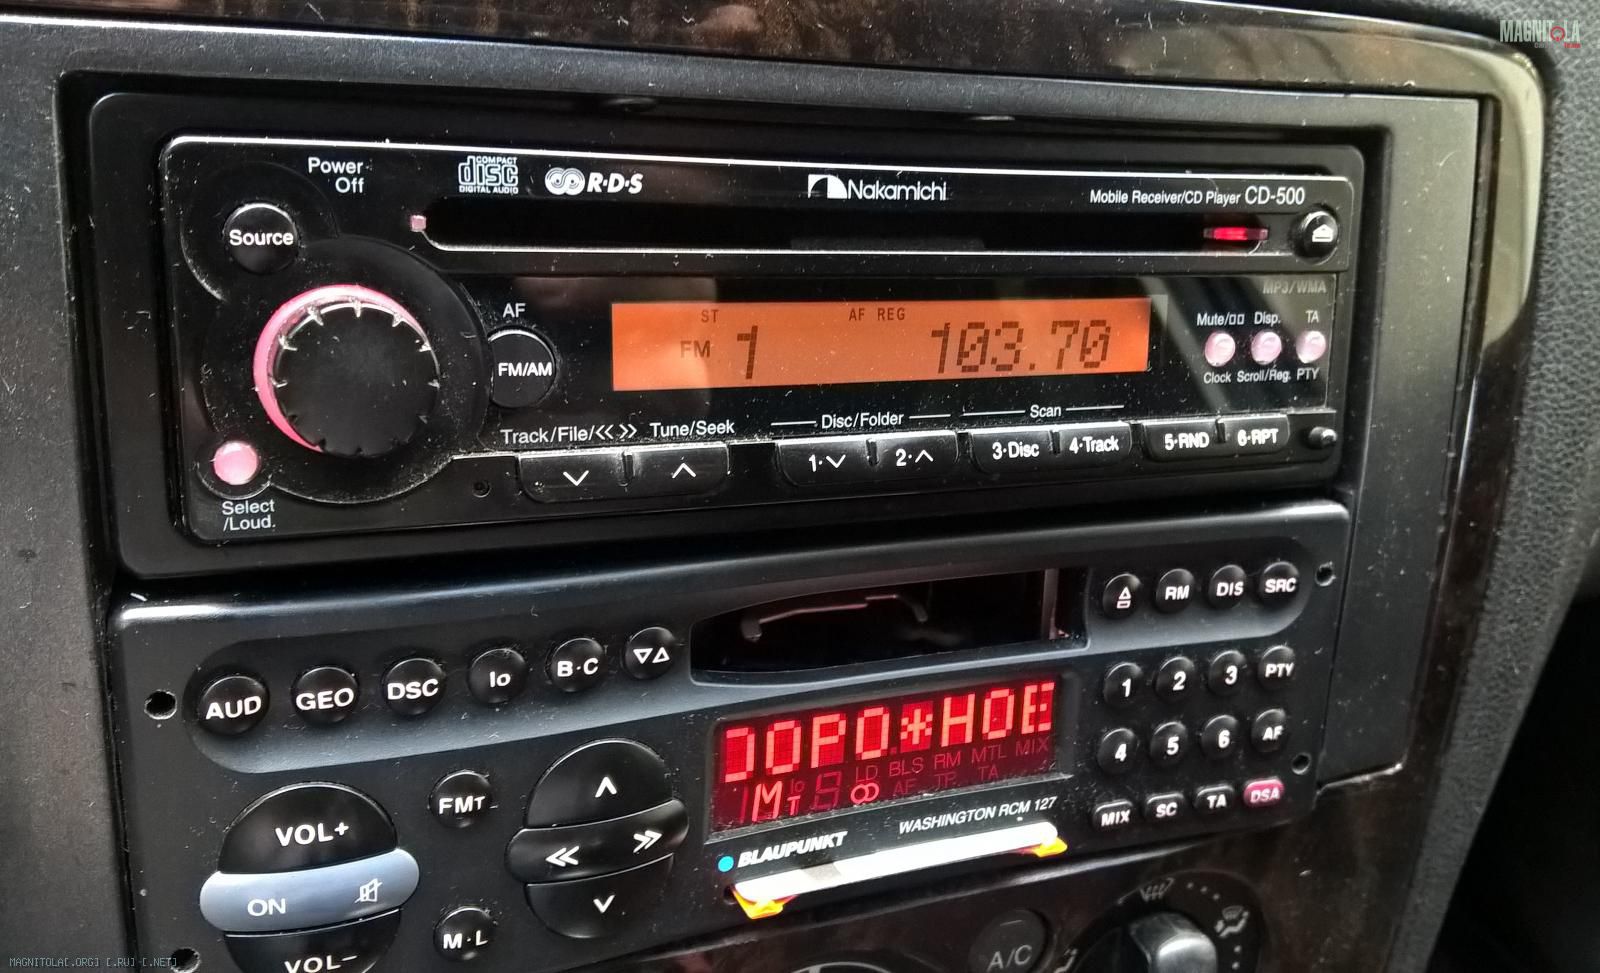 MAGNITOLA
Power
Off
COMPACT
disc
DIGITAL AUDIO
R·D·S
Nakamichi
Mobile Receiver/CD Player CD-500
Source
MP3/WMA
AF
FM/AM
ST
AF REG
FM 1 103.70
Mute/
Disp.
TA
Clock
Scroll/Reg.
PTY
Track/File/
Tune/Seek
Disc/Folder
Scan
1·
2·
3·Disc
4·Track
5·RND
6·RPT
Select
/Loud.
RM
DIS
SRC
AUD
GEO
DSC
lo
B·C
1
2
3
PTY
ДОРО*НОЕ
LD BLS RM MTL MIX
MT
AF TP TA
4
5
6
AF
FMT
VOL+
WASHINGTON RCM 127
BLAUPUNKT
MIX
SC
TA
DSA
ON
M·L
VOL-
A/C
MAGNITOLA[.ORG] [.RU] [.NET]